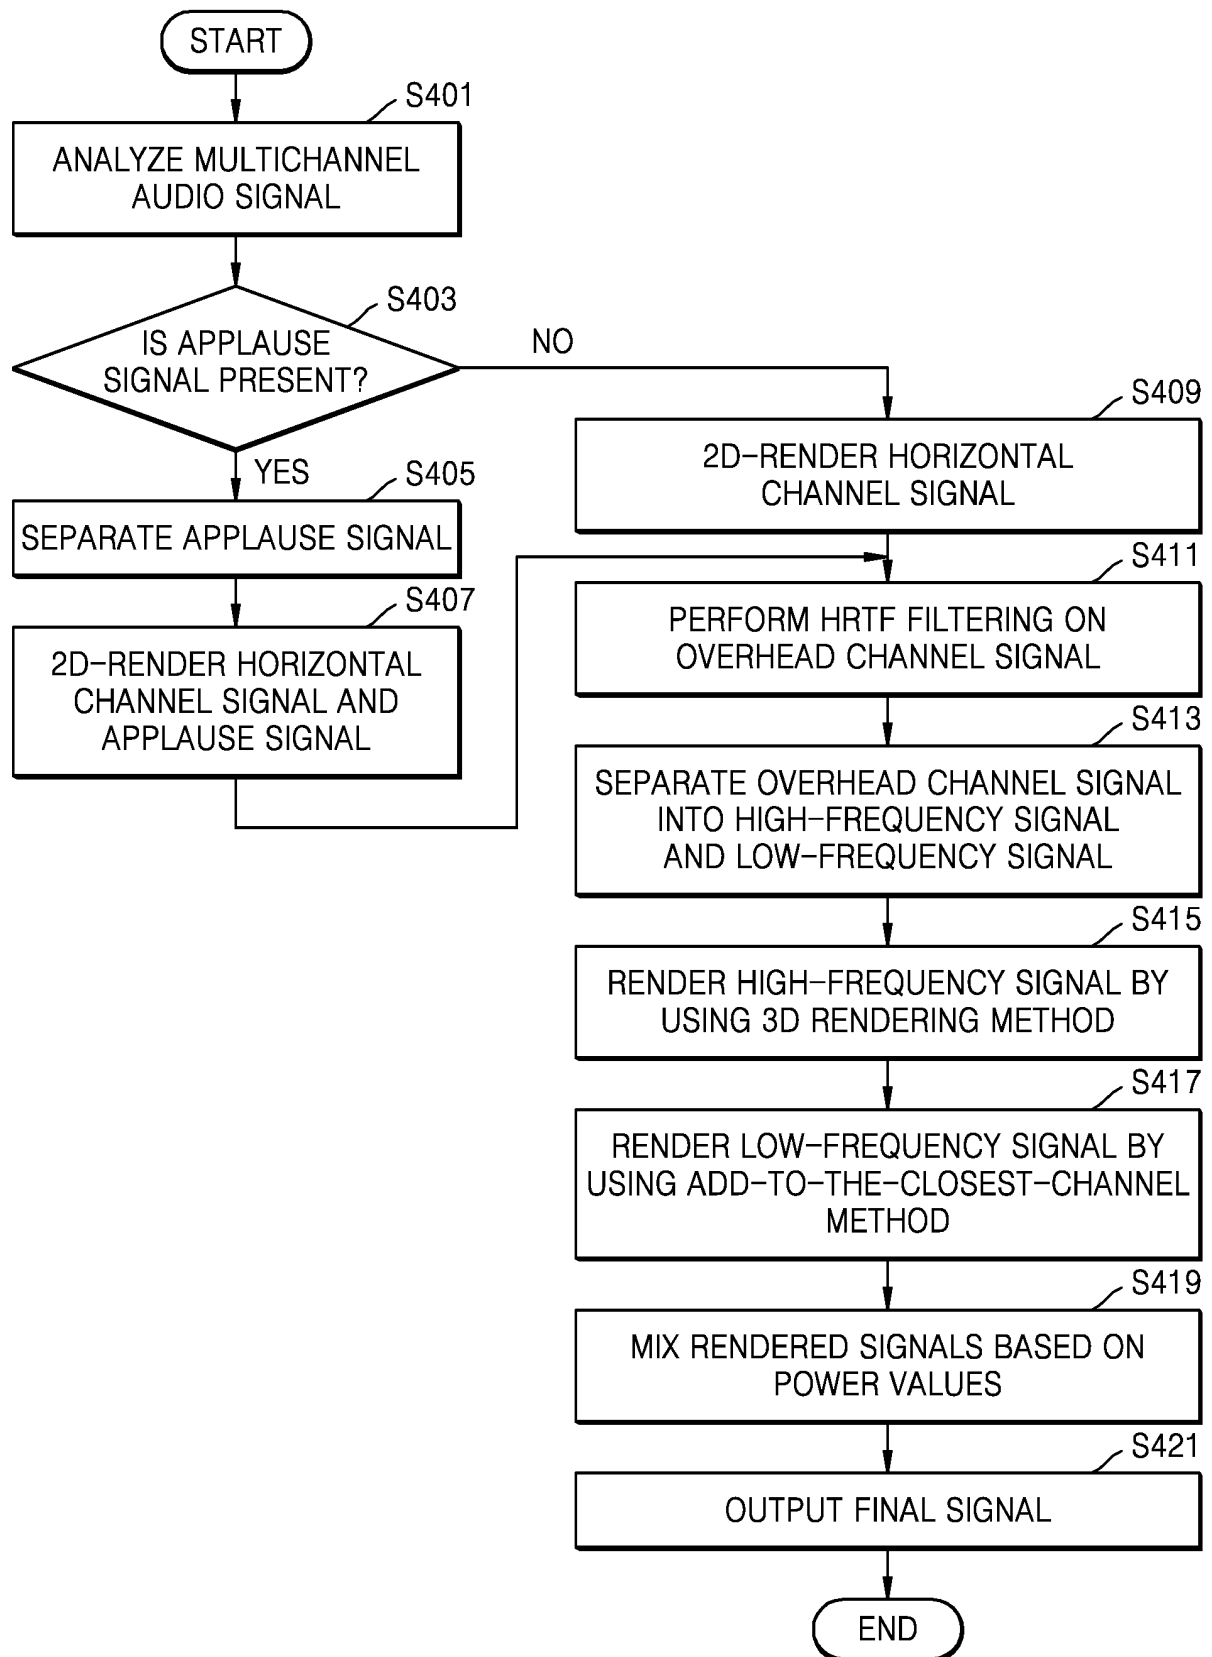 START
S401
ANALYZE MULTICHANNEL
AUDIO SIGNAL
S403
IS APPLAUSE
SIGNAL PRESENT?
NO
YES
S405
SEPARATE APPLAUSE SIGNAL
S407
2D-RENDER HORIZONTAL
CHANNEL SIGNAL AND
APPLAUSE SIGNAL
S409
2D-RENDER HORIZONTAL
CHANNEL SIGNAL
S411
PERFORM HRTF FILTERING ON
OVERHEAD CHANNEL SIGNAL
S413
SEPARATE OVERHEAD CHANNEL SIGNAL
INTO HIGH-FREQUENCY SIGNAL
AND LOW-FREQUENCY SIGNAL
S415
RENDER HIGH-FREQUENCY SIGNAL BY
USING 3D RENDERING METHOD
S417
RENDER LOW-FREQUENCY SIGNAL BY
USING ADD-TO-THE-CLOSEST-CHANNEL
METHOD
S419
MIX RENDERED SIGNALS BASED ON
POWER VALUES
S421
OUTPUT FINAL SIGNAL
END